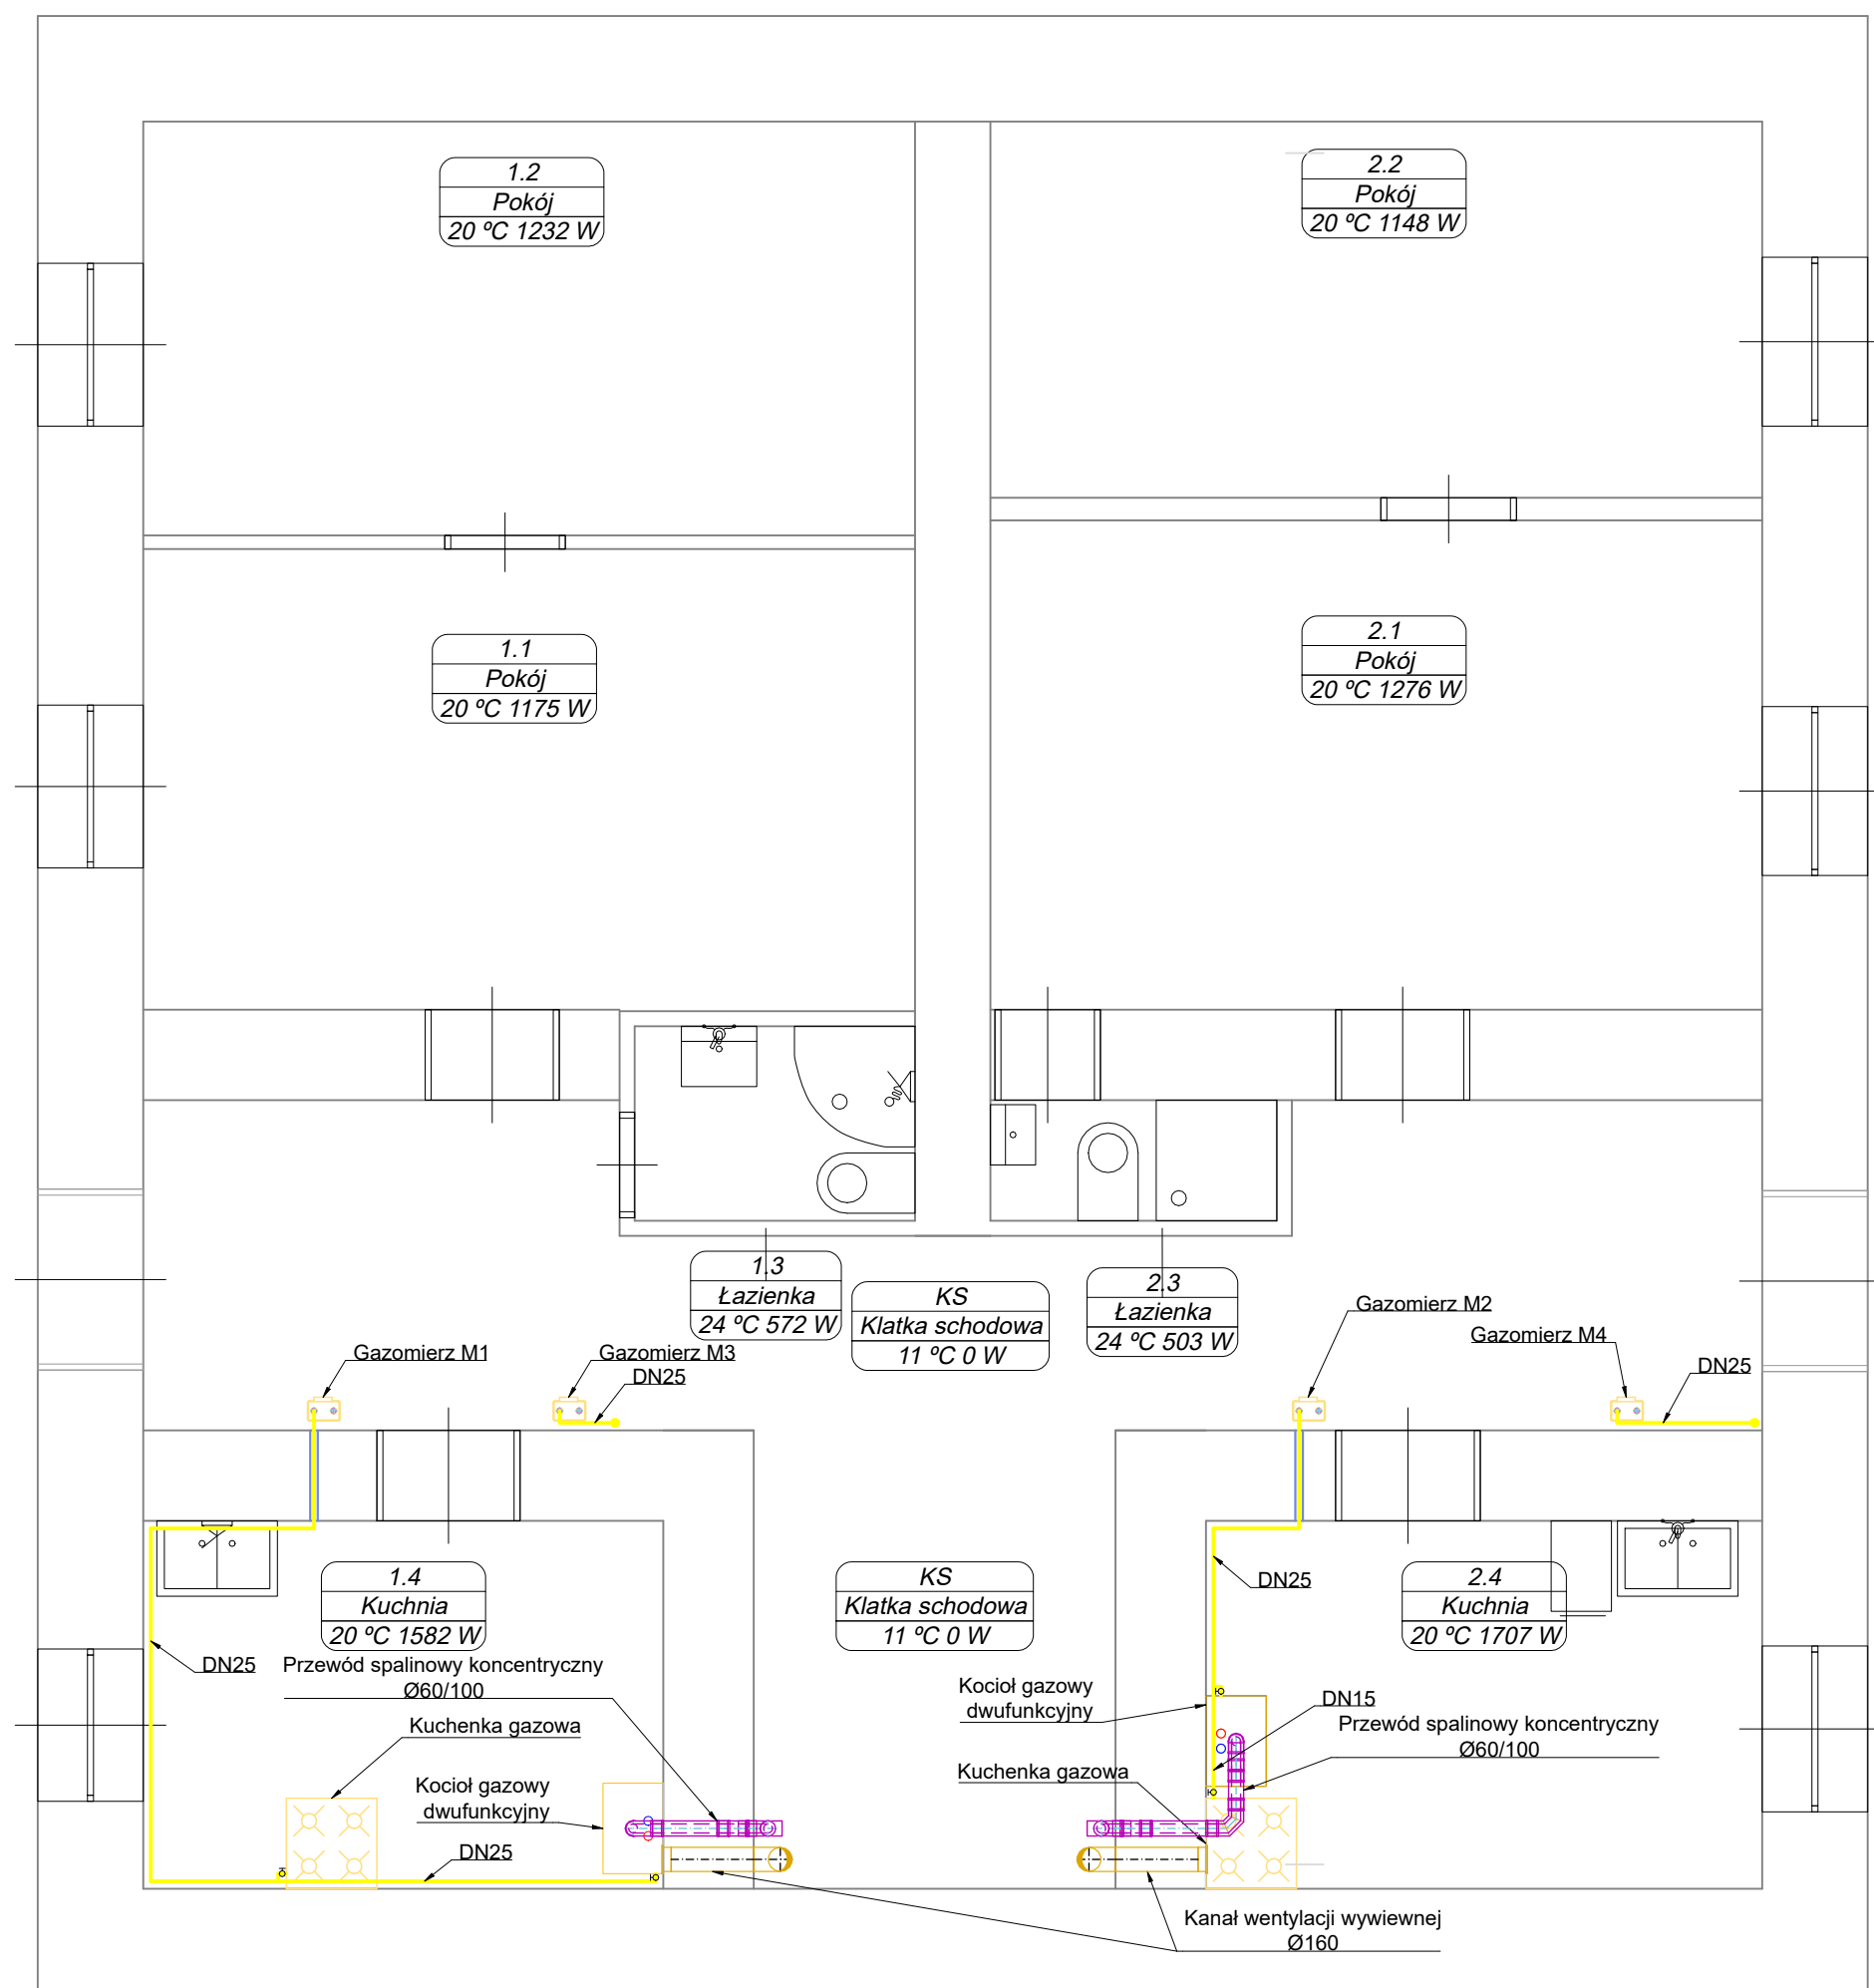 1.2
Pokój
20 ºC 1232 W
2.2
Pokój
20 ºC 1148 W
1.1
Pokój
20 ºC 1175 W
2.1
Pokój
20 ºC 1276 W
1.3
Łazienka
24 ºC 572 W
KS
Klatka schodowa
11 ºC 0 W
2.3
Łazienka
24 ºC 503 W
Gazomierz M1
Gazomierz M3
DN25
Gazomierz M2
Gazomierz M4
DN25
1.4
Kuchnia
20 ºC 1582 W
KS
Klatka schodowa
11 ºC 0 W
DN25
2.4
Kuchnia
20 ºC 1707 W
DN25
Przewód spalinowy koncentryczny
Ø60/100
Kuchenka gazowa
Kocioł gazowy
dwufunkcyjny
DN25
Kocioł gazowy
dwufunkcyjny
DN15
Przewód spalinowy koncentryczny
Ø60/100
Kuchenka gazowa
Kanał wentylacji wywiewnej
Ø160